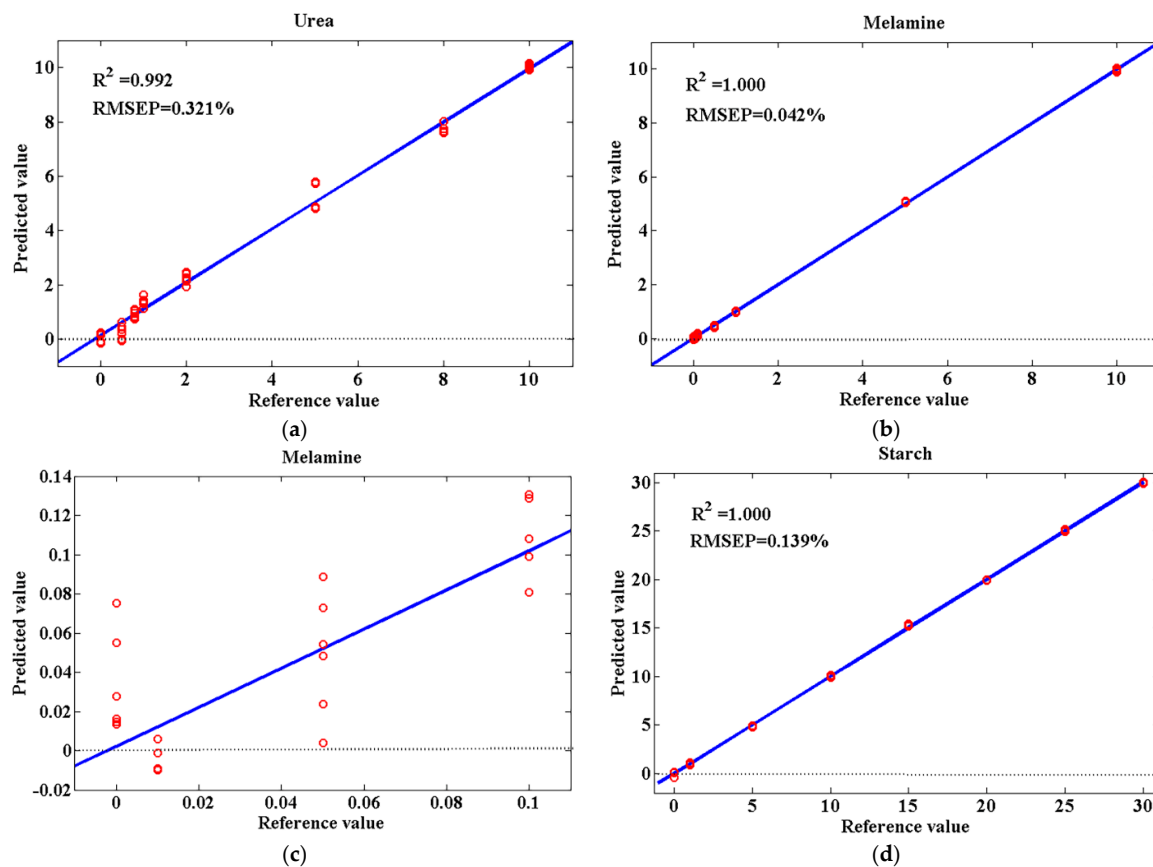 Urea
R² =0.992
RMSEP=0.321%
Predicted value
10
8
6
4
2
0
0 2 4 6 8 10
Reference value
(a)
Melamine
R² =1.000
RMSEP=0.042%
Predicted value
10
8
6
4
2
0
0 2 4 6 8 10
Reference value
(b)
Melamine
Predicted value
0.14
0.12
0.1
0.08
0.06
0.04
0.02
0
-0.02
0 0.02 0.04 0.06 0.08 0.1
Reference value
(c)
Starch
R² =1.000
RMSEP=0.139%
Predicted value
30
25
20
15
10
5
0
0 5 10 15 20 25 30
Reference value
(d)